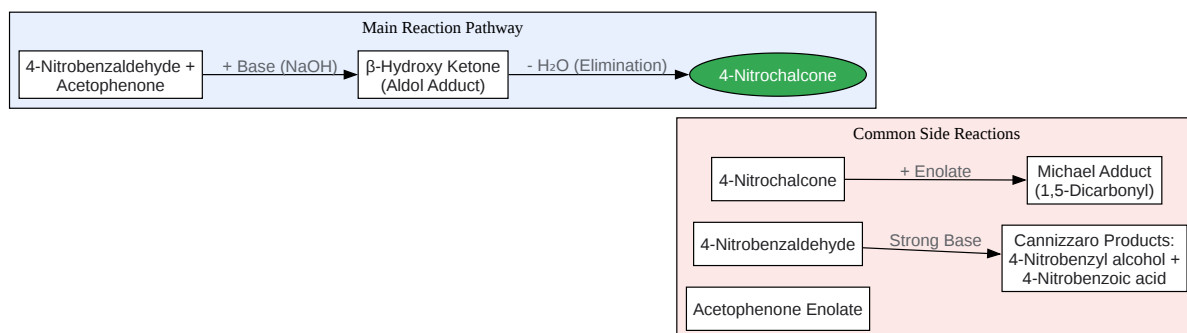 Main Reaction Pathway
4-Nitrobenzaldehyde +
Acetophenone
+ Base (NaOH)
β-Hydroxy Ketone
(Aldol Adduct)
- H₂O (Elimination)
4-Nitrochalcone
Common Side Reactions
4-Nitrochalcone
+ Enolate
Michael Adduct
(1,5-Dicarbonyl)
4-Nitrobenzaldehyde
Strong Base
Cannizzaro Products:
4-Nitrobenzyl alcohol +
4-Nitrobenzoic acid
Acetophenone Enolate